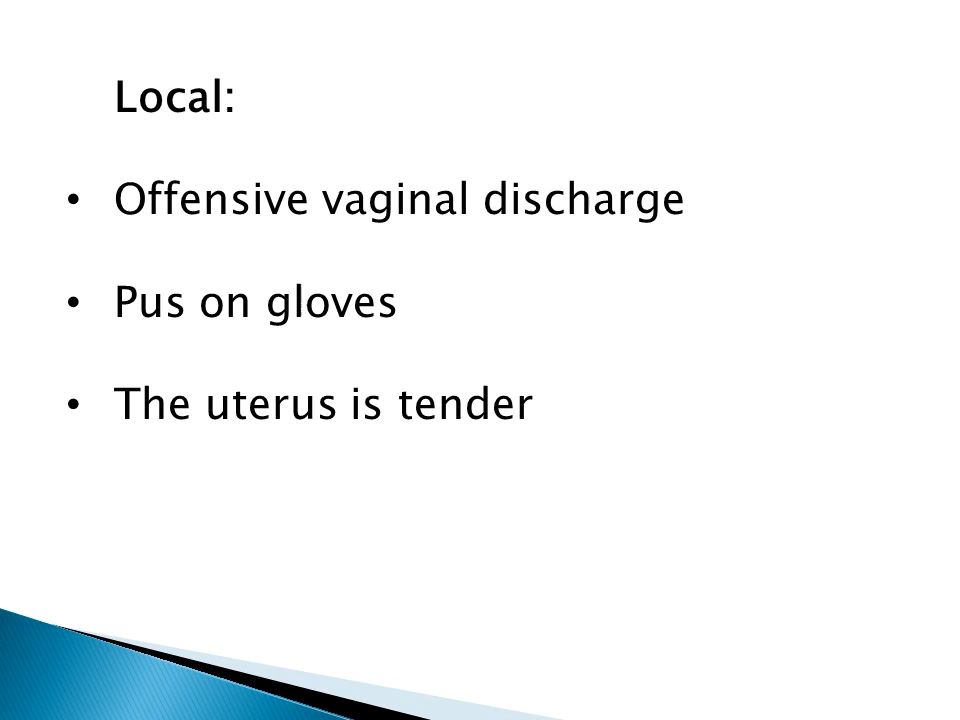 Local:
• Offensive vaginal discharge
• Pus on gloves
• The uterus is tender